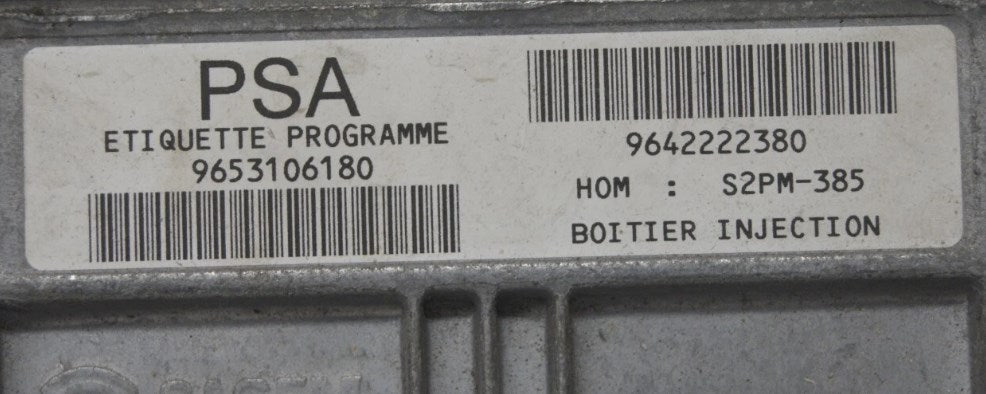 PSA
ETIQUETTE PROGRAMME
9653106180
9642222380
HOM : S2PM-385
BOITIER INJECTION